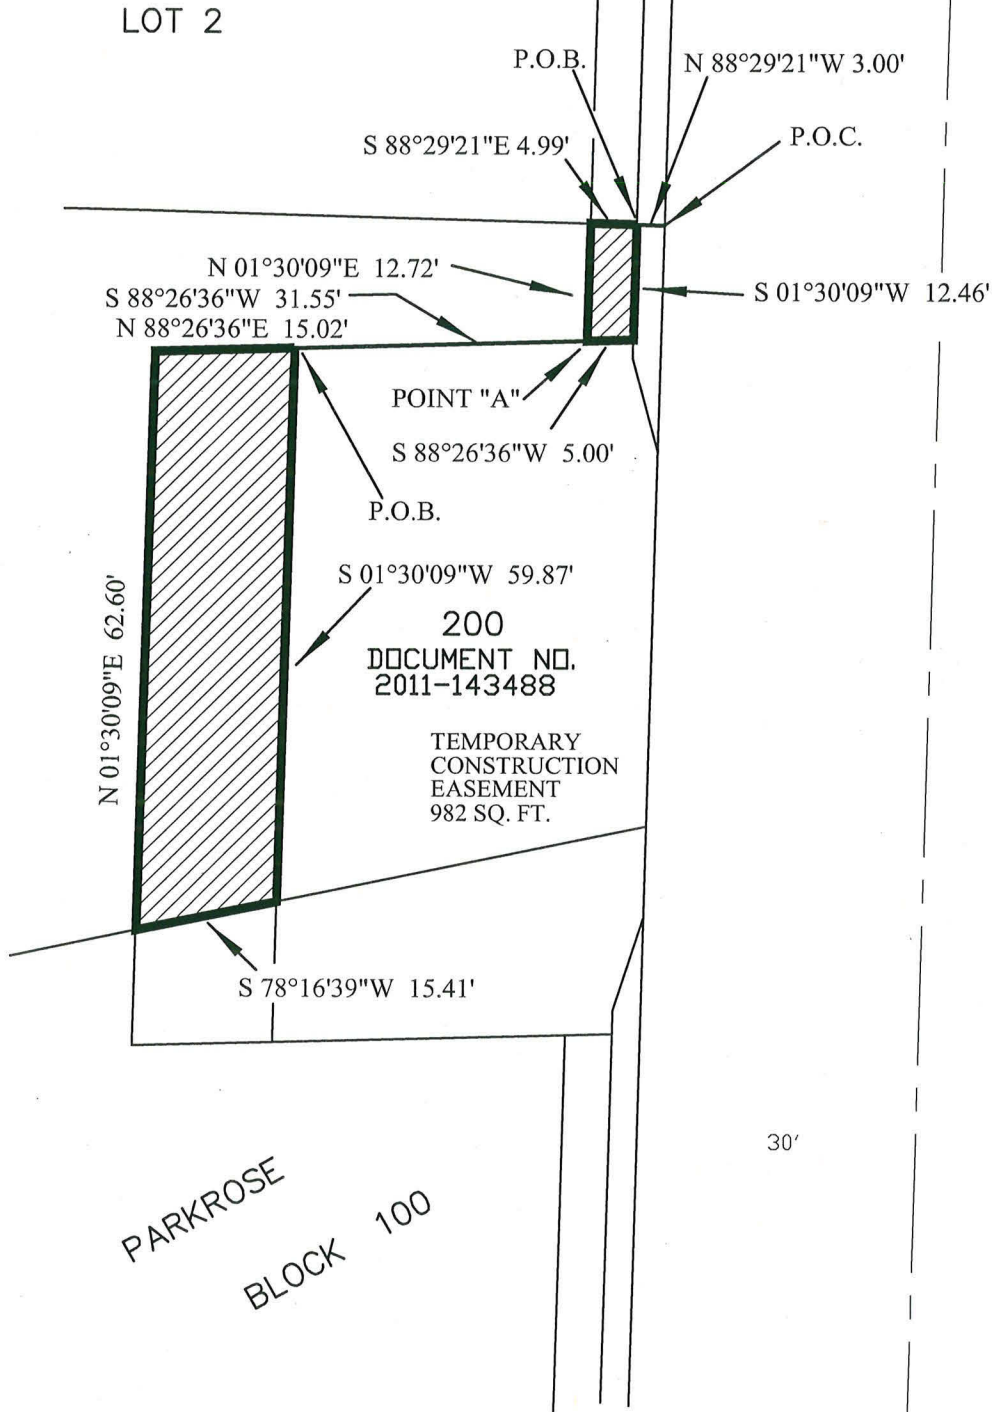 LOT 2
P.O.B.
N 88°29'21"W 3.00'
P.O.C.
S 88°29'21"E 4.99'
N 01°30'09"E 12.72'
S 88°26'36"W 31.55'
N 88°26'36"E 15.02'
S 01°30'09"W 12.46'
POINT "A"
S 88°26'36"W 5.00'
P.O.B.
S 01°30'09"W 59.87'
N 01°30'09"E 62.60'
200
DOCUMENT NO.
2011-143488
TEMPORARY
CONSTRUCTION
EASEMENT
982 SQ. FT.
S 78°16'39"W 15.41'
30'
PARKROSE
BLOCK 100